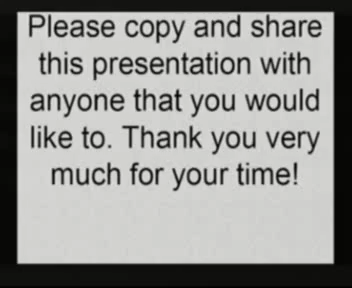 Please copy and share
this presentation with
anyone that you would
like to. Thank you very
much for your time!